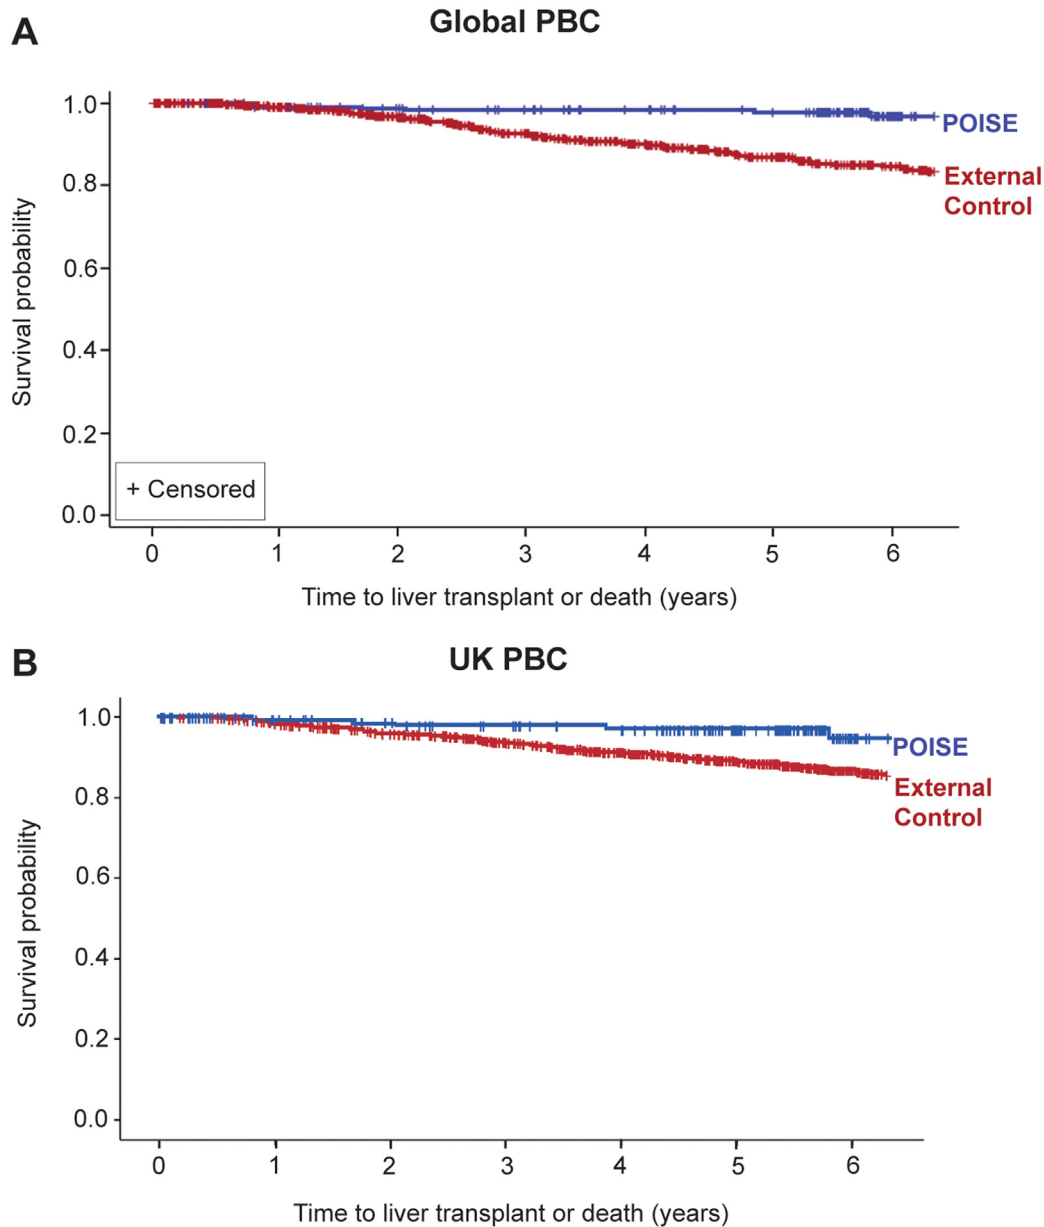 A
Global PBC
1.0
0.8
0.6
0.4
0.2
0.0
Survival probability
POISE
External
Control
+ Censored
0 1 2 3 4 5 6
Time to liver transplant or death (years)
B
UK PBC
1.0
0.8
0.6
0.4
0.2
0.0
Survival probability
POISE
External
Control
0 1 2 3 4 5 6
Time to liver transplant or death (years)